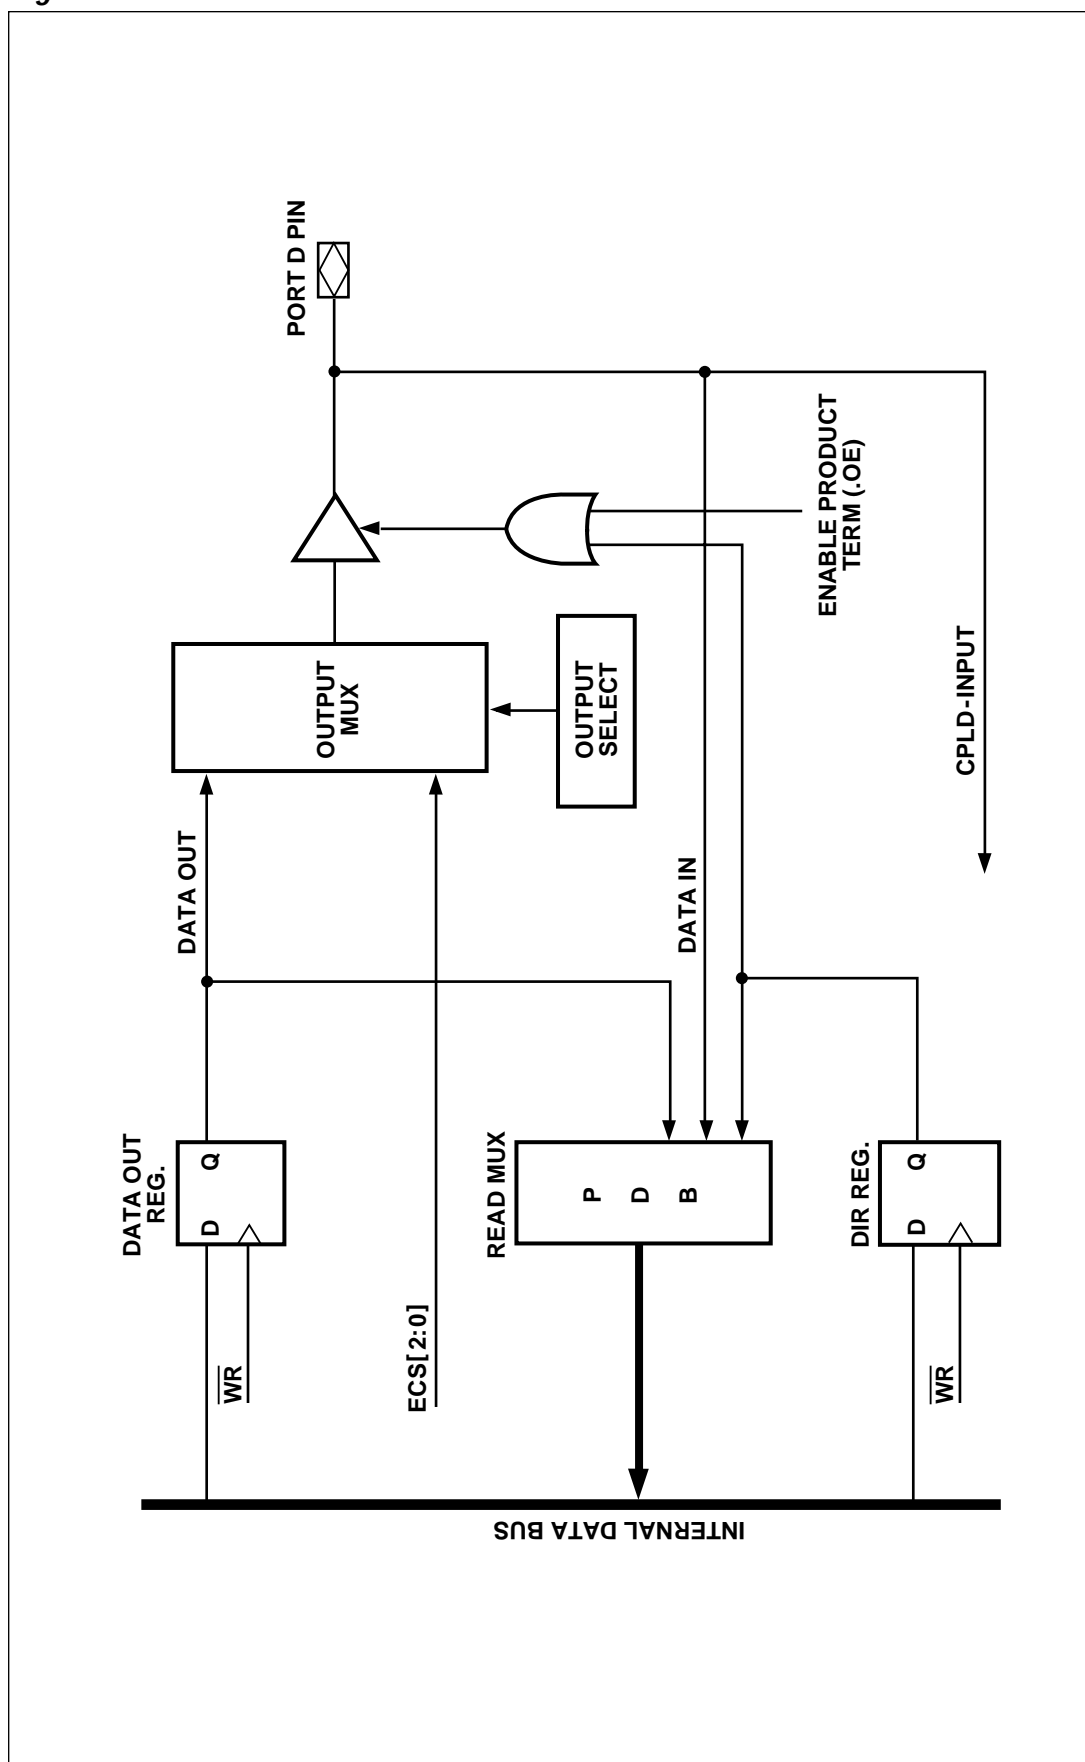 INTERNAL DATA BUS
DATA OUT
REG.
D Q
WR
DATA OUT
ECS[ 2:0]
OUTPUT
MUX
PORT D PIN
READ MUX
P
D
B
OUTPUT
SELECT
DATA IN
ENABLE PRODUCT
TERM (.OE)
DIR REG.
D Q
WR
CPLD-INPUT